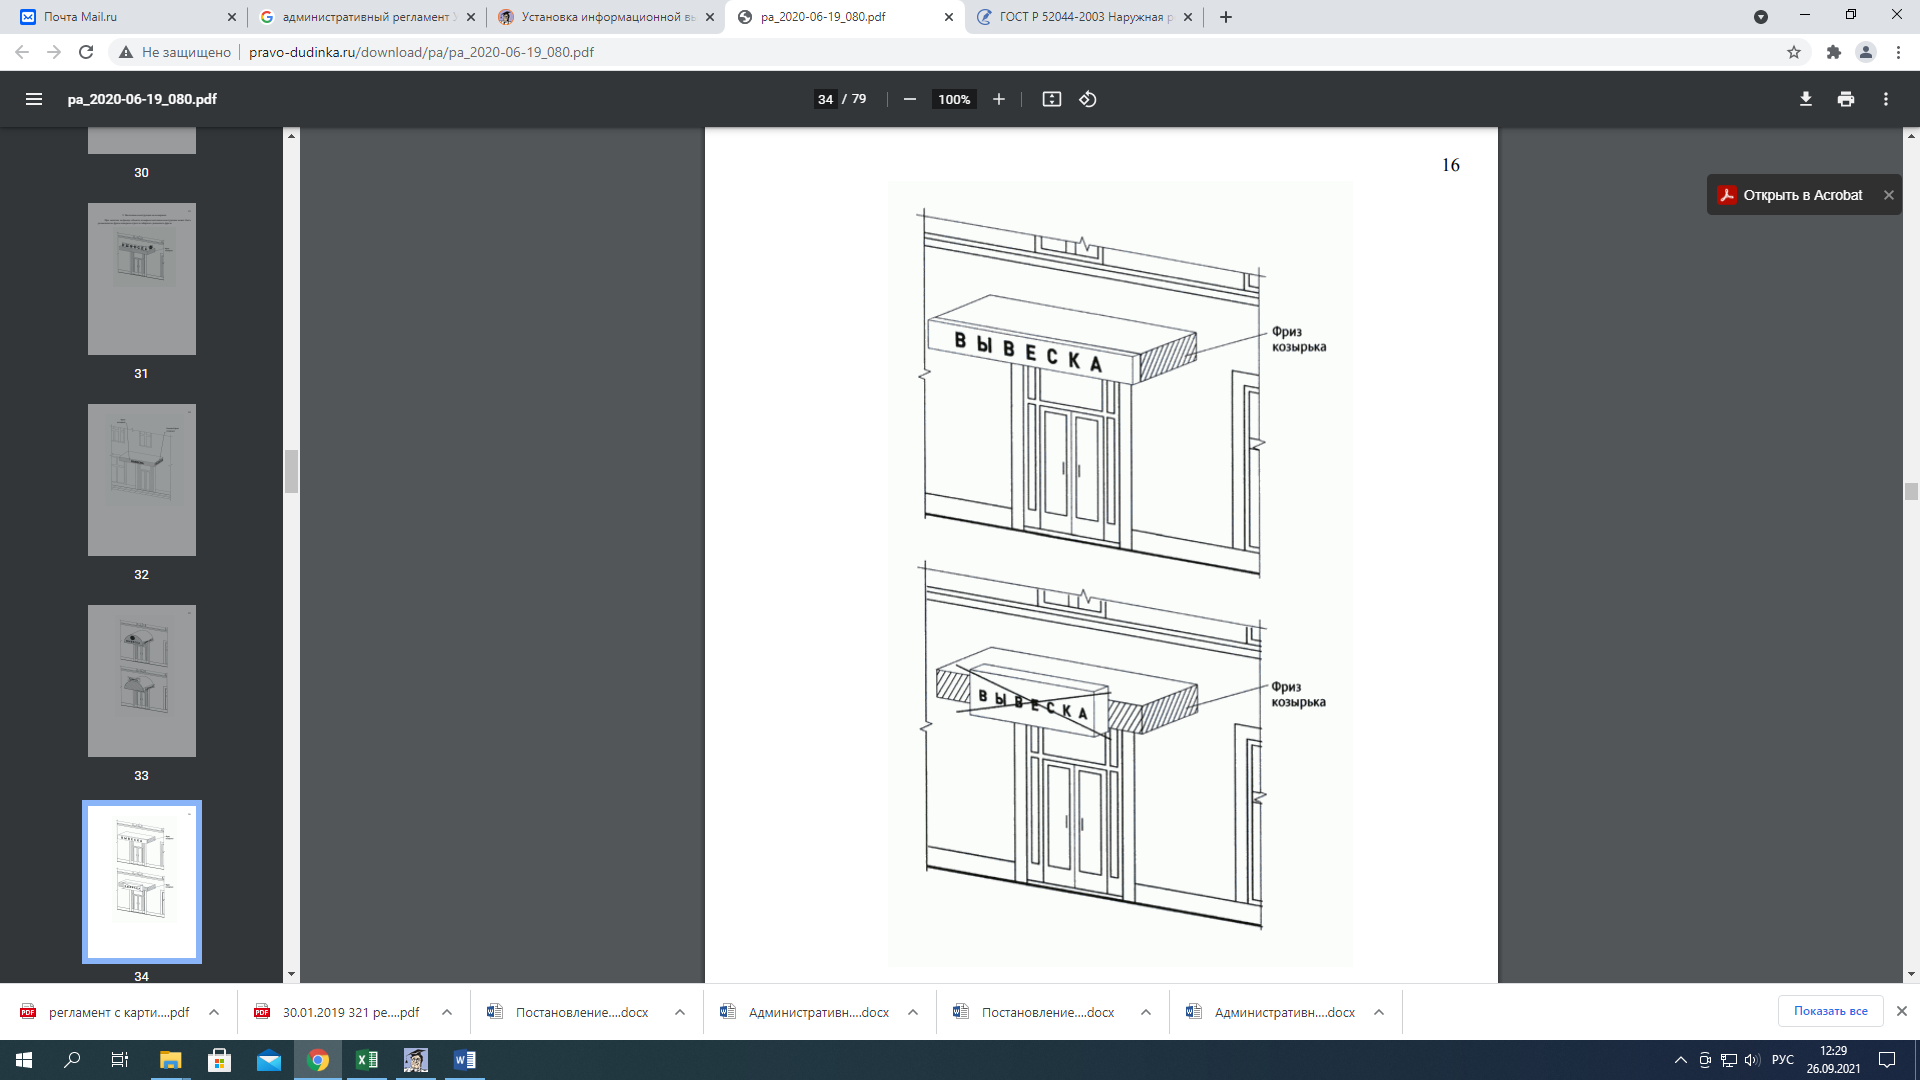 Почта Mail.ru
административный регламент
Установка информационной вы
pa_2020-06-19_080.pdf
ГОСТ Р 52044-2003 Наружная р
Не защищено
pravo-dudinka.ru/download/pa/pa_2020-06-19_080.pdf
pa_2020-06-19_080.pdf
34 / 79
100%
30
31
32
33
34
16
Открыть в Acrobat
Фриз
козырька
ВЫВЕСКА
Фриз
козырька
ВЫВЕСКА
регламент с карти....pdf
30.01.2019 321 ре....pdf
Постановление....docx
Административн....docx
Постановление....docx
Административн....docx
Показать все
РУС
12:29
26.09.2021